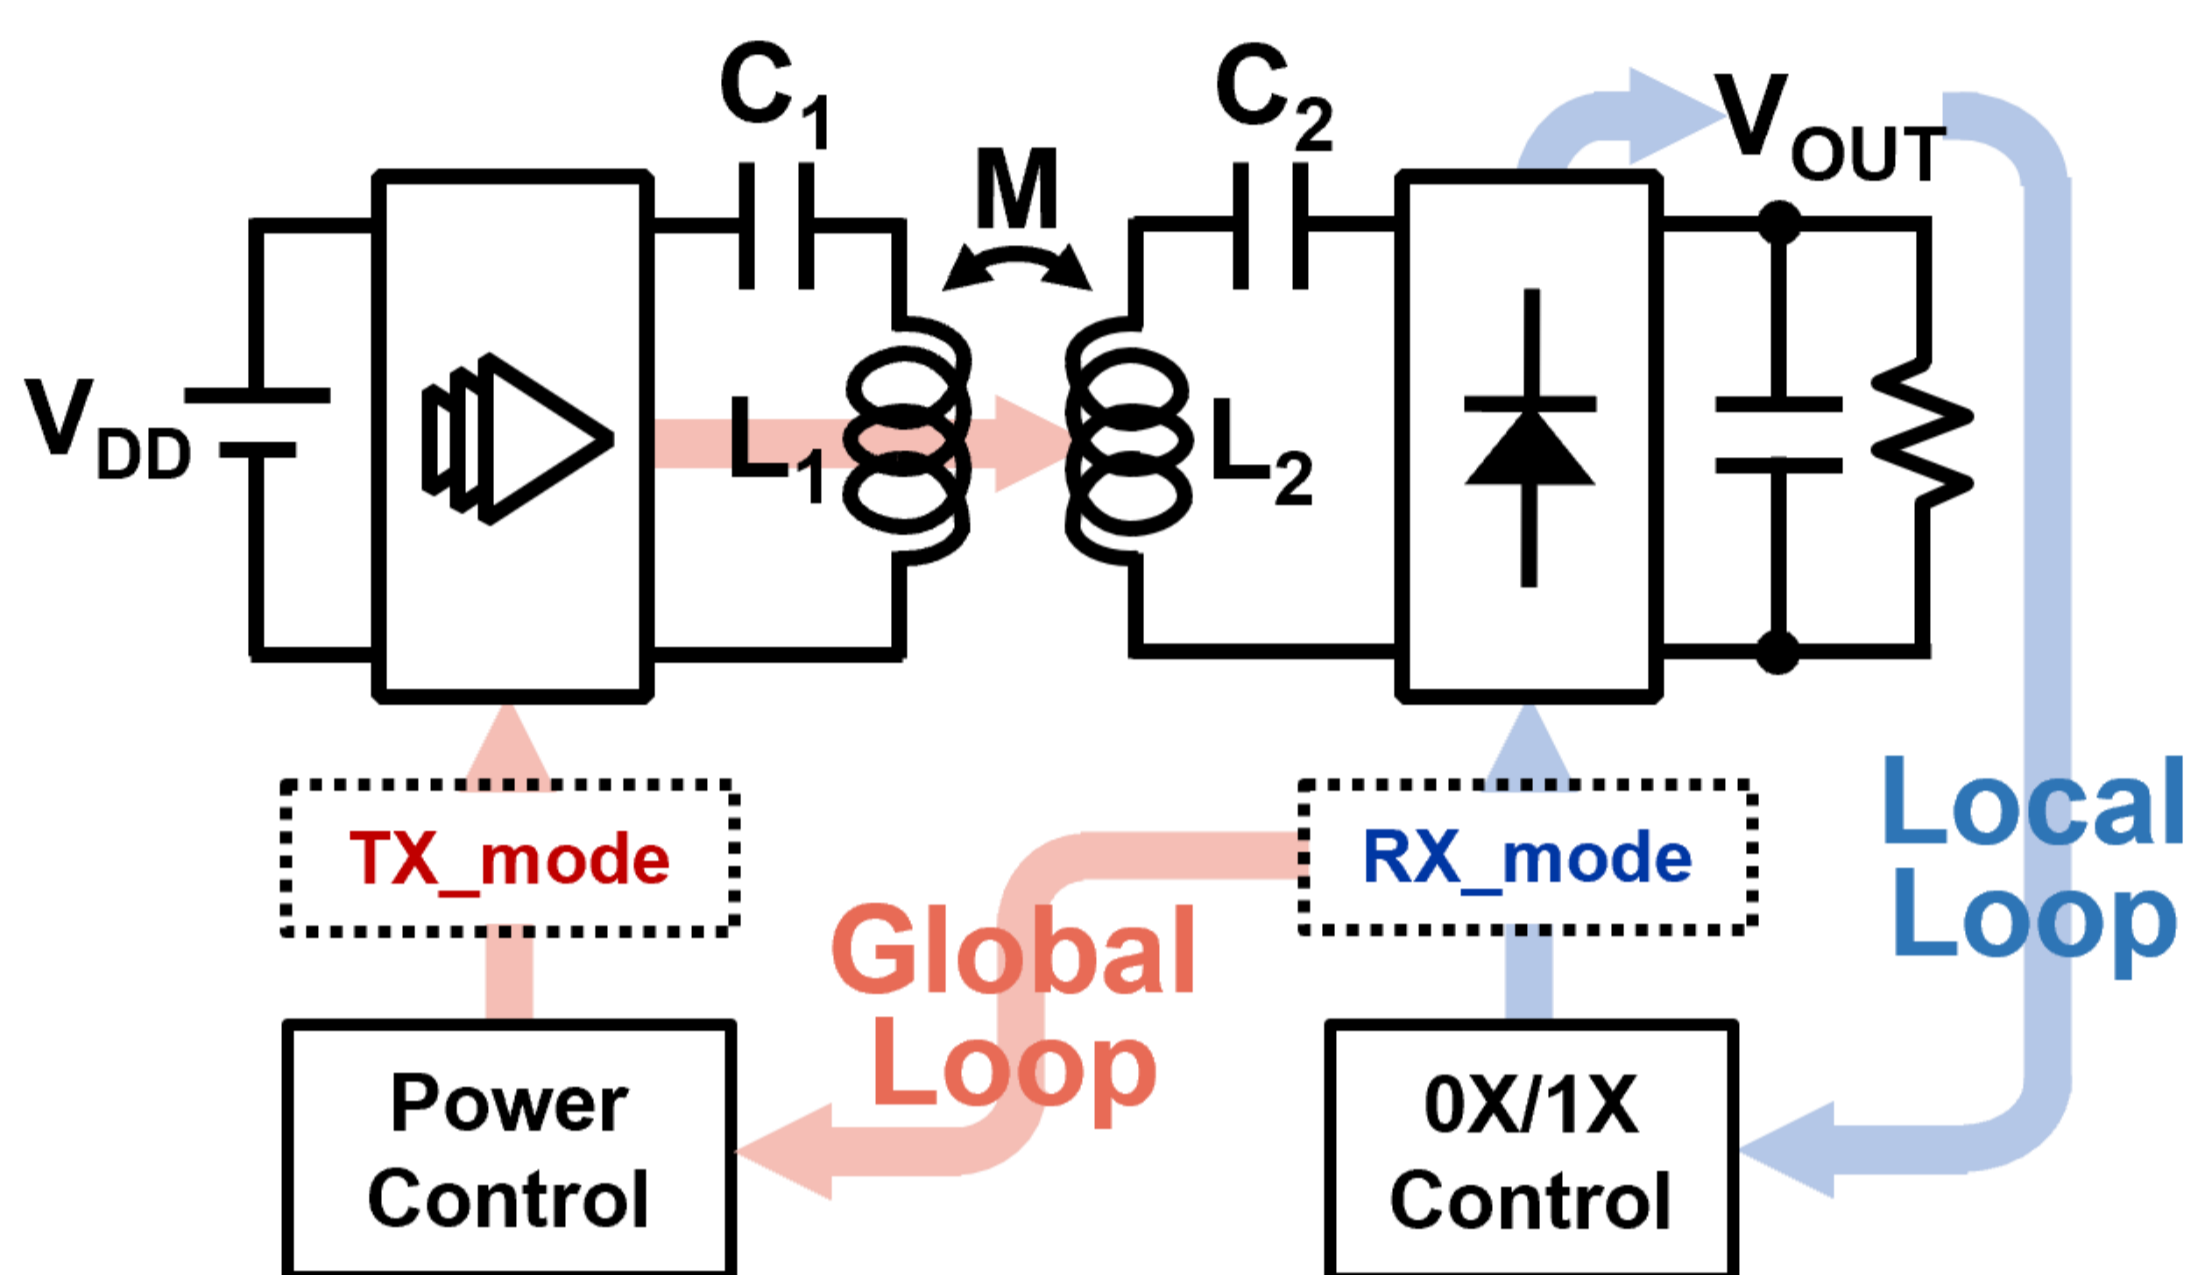 C1
C2
M
VOUT
VDD
L1
L2
TX_mode
RX_mode
Local
Loop
Global
Loop
Power
Control
0X/1X
Control